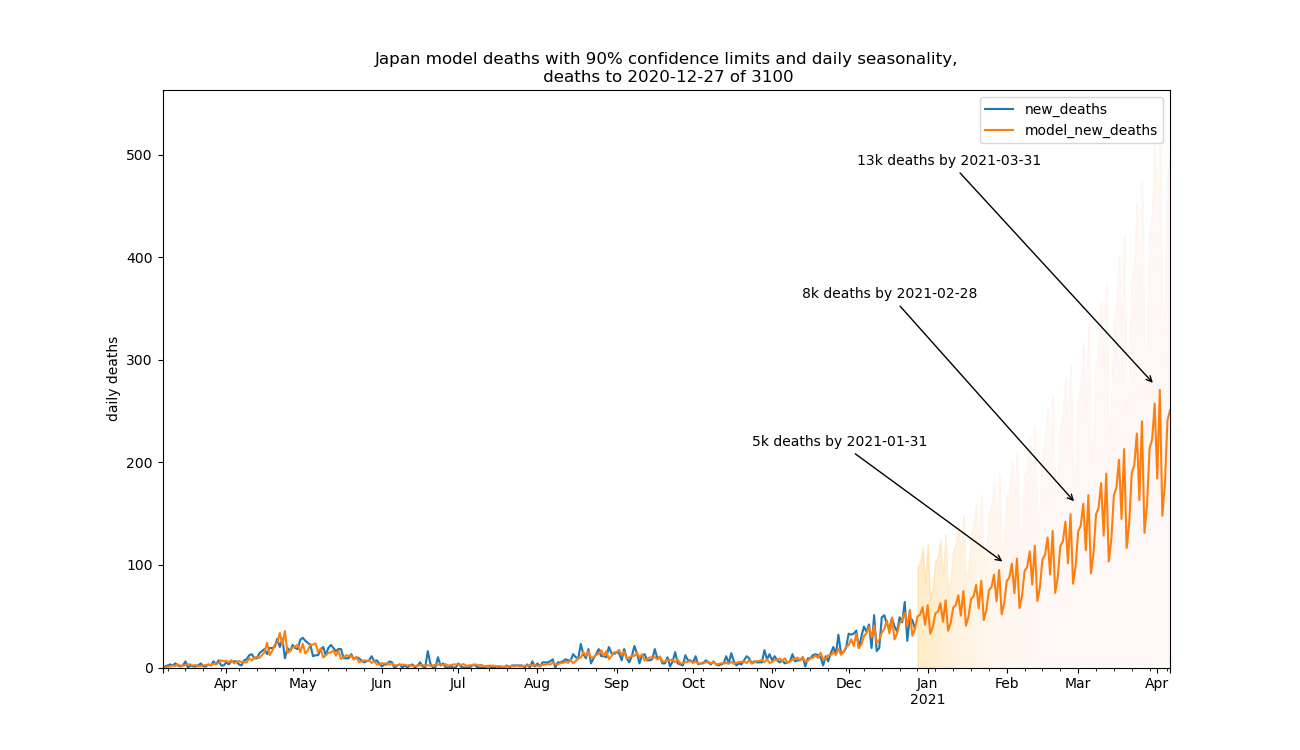 Japan model deaths with 90% confidence limits and daily seasonality,
deaths to 2020-12-27 of 3100
new_deaths
model_new_deaths
13k deaths by 2021-03-31
8k deaths by 2021-02-28
5k deaths by 2021-01-31
daily deaths
500
400
300
200
100
0
Apr May Jun Jul Aug Sep Oct Nov Dec Jan Feb Mar Apr
2021